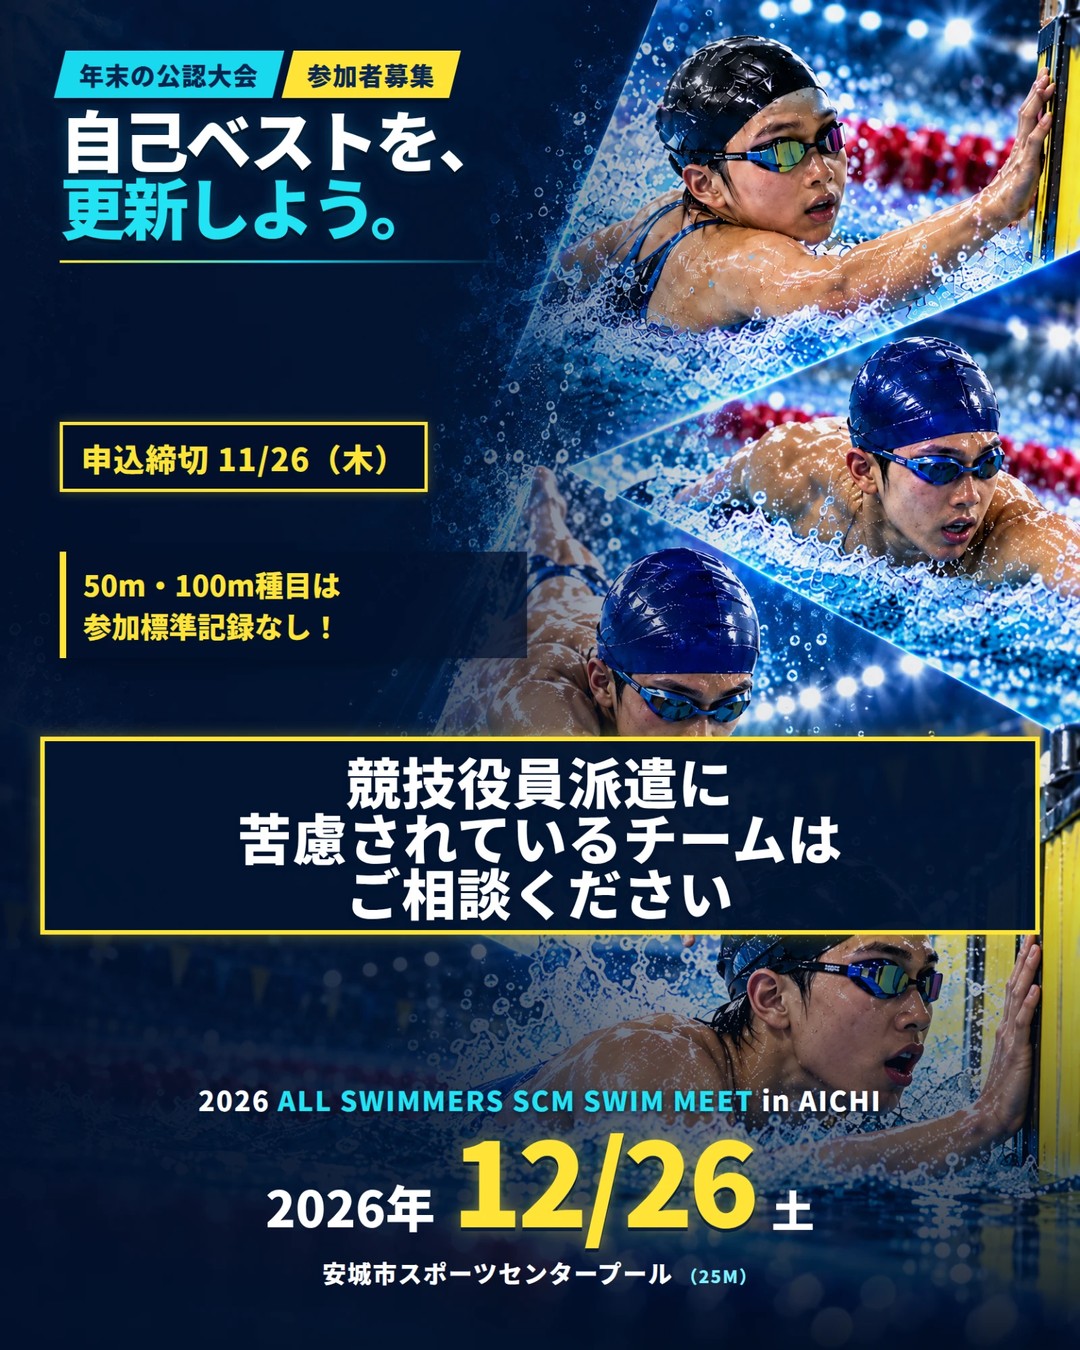 年末の公認大会 参加者募集
自己ベストを、
更新しよう。
申込締切 11/26（木）
50m・100m種目は
参加標準記録なし！
競技役員派遣に
苦慮されているチームは
ご相談ください
2026 ALL SWIMMERS SCM SWIM MEET in AICHI
2026年 12/26 土
安城市スポーツセンタープール （25M）